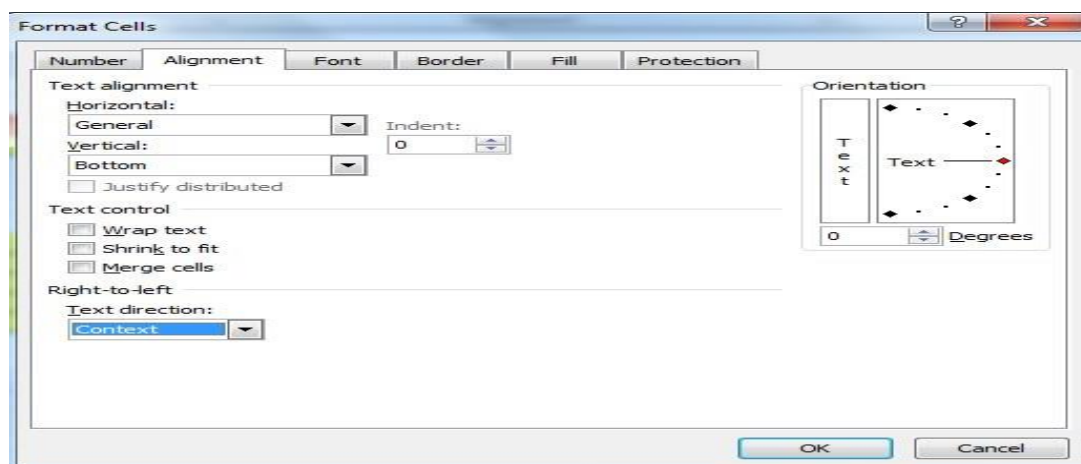 Format Cells
Number Alignment Font Border Fill Protection
Text alignment
Horizontal:
General
Indent:
Vertical:
0
Bottom
Justify distributed
Text control
Wrap text
Shrink to fit
Merge cells
Right-to-left
Text direction:
Context
Orientation
Text
Text
0 Degrees
OK Cancel